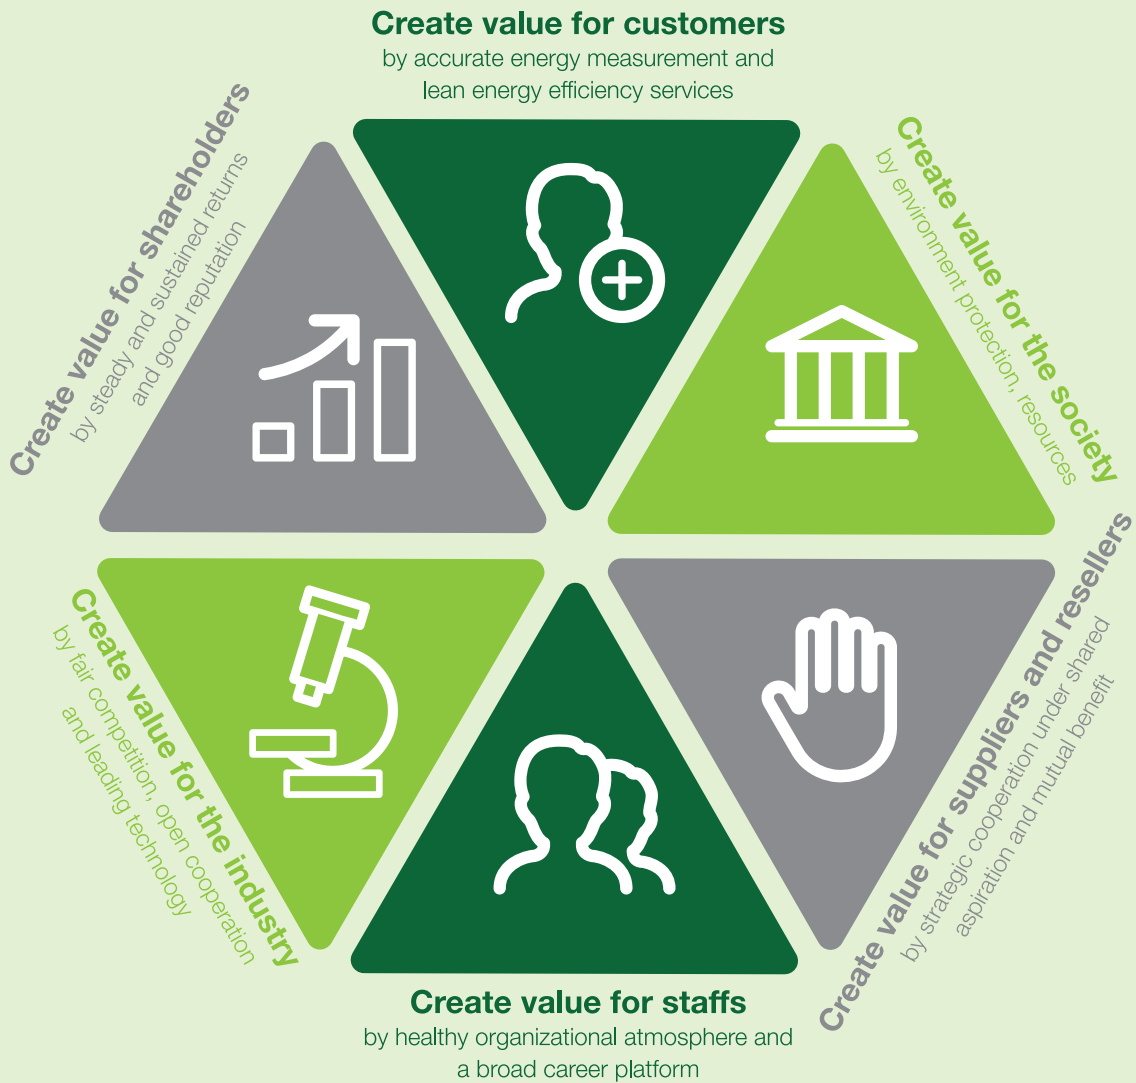 Create value for customers
by accurate energy measurement and
lean energy efficiency services
Create value for the society
by environment protection, resources
Create value for suppliers and resellers
by strategic cooperation under shared
aspiration and mutual benefit
Create value for staffs
by healthy organizational atmosphere and
a broad career platform
Create value for the industry
by fair competition, open cooperation
and leading technology
Create value for shareholders
by steady and sustained returns
and good reputation